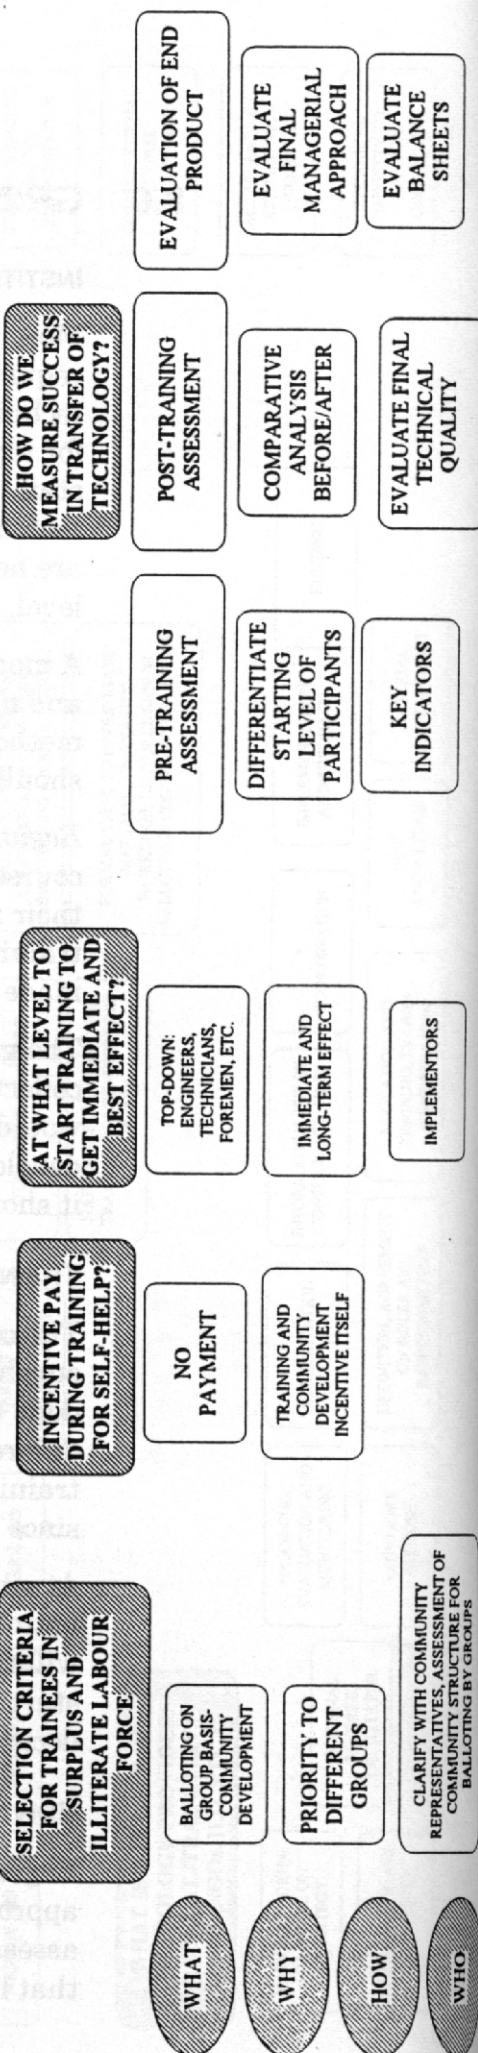 SELECTION CRITERIA
FOR TRAINEES IN
SURPLUS AND
ILLITERATE LABOUR
FORCE
INCENTIVE PAY
DURING TRAINING
FOR SELF-HELP?
AT WHAT LEVEL TO
START TRAINING TO
GET IMMEDIATE AND
BEST EFFECT?
HOW DO WE
MEASURE SUCCESS
IN TRANSFER OF
TECHNOLOGY?
WHAT
BALLOTING ON
GROUP BASIS-
COMMUNITY
DEVELOPMENT
NO
PAYMENT
TOP-DOWN:
ENGINEERS,
TECHNICIANS,
FOREMEN, ETC.
PRE-TRAINING
ASSESSMENT
POST-TRAINING
ASSESSMENT
EVALUATION OF END
PRODUCT
WHY
PRIORITY TO
DIFFERENT
GROUPS
TRAINING AND
COMMUNITY
DEVELOPMENT
INCENTIVE ITSELF
IMMEDIATE AND
LONG-TERM EFFECT
DIFFERENTIATE
STARTING
LEVEL OF
PARTICIPANTS
COMPARATIVE
ANALYSIS
BEFORE/AFTER
EVALUATE
FINAL
MANAGERIAL
APPROACH
HOW
CLARIFY WITH COMMUNITY
REPRESENTATIVES, ASSESSMENT OF
COMMUNITY STRUCTURE FOR
BALLOTING BY GROUPS
IMPLEMENTORS
KEY
INDICATORS
EVALUATE FINAL
TECHNICAL
QUALITY
EVALUATE
BALANCE
SHEETS
WHO